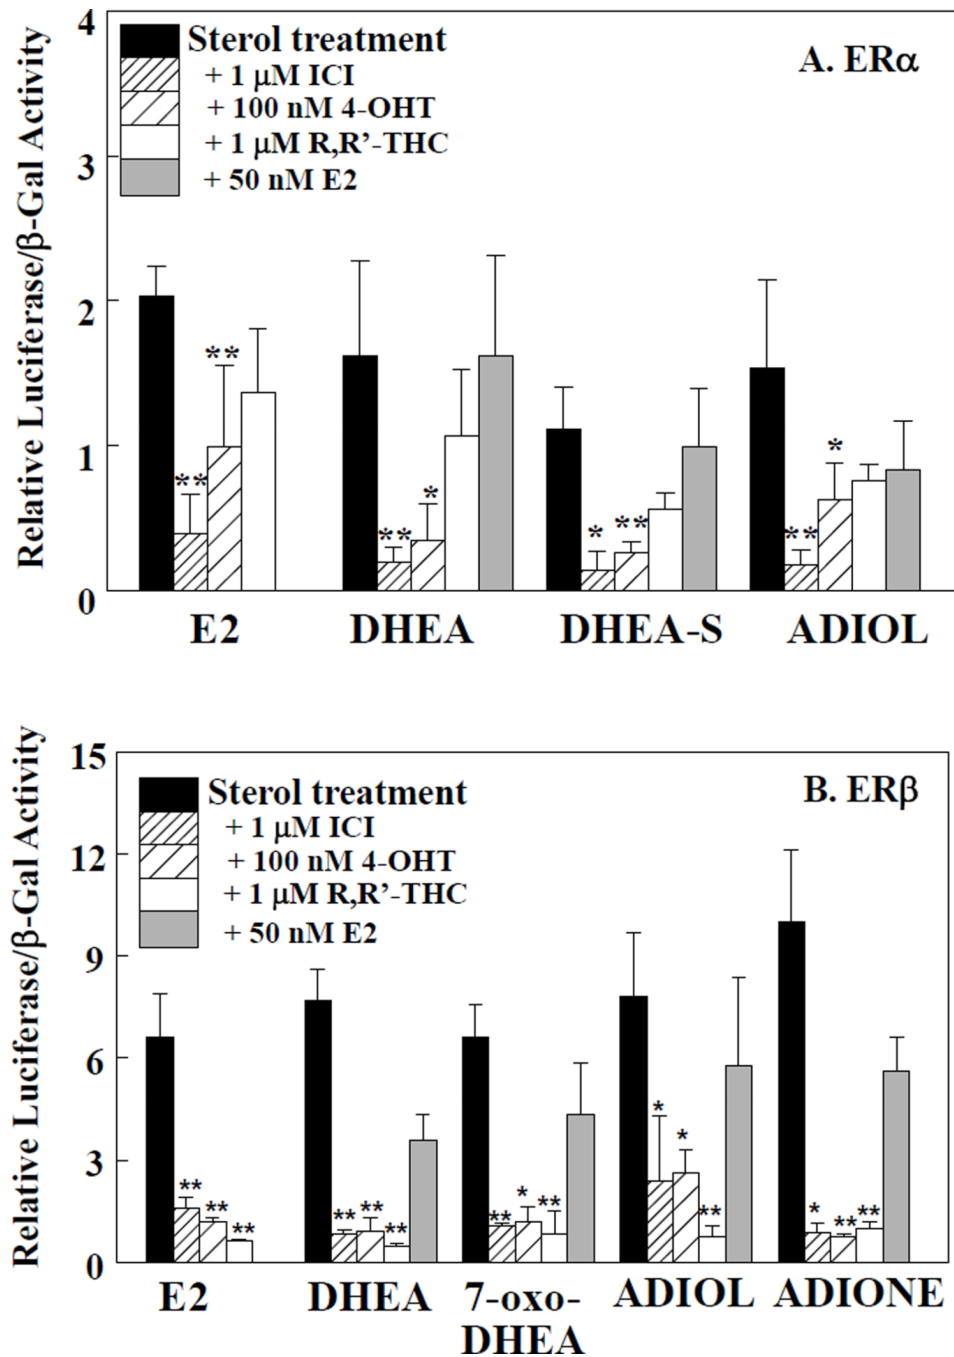 Relative Luciferase/β-Gal Activity
4
3
2
1
0
Sterol treatment
+ 1 μM ICI
+ 100 nM 4-OHT
+ 1 μM R,R’-THC
+ 50 nM E2
A. ERα
**
**
**
*
*
**
**
*
E2
DHEA
DHEA-S
ADIOL
Relative Luciferase/β-Gal Activity
15
12
9
6
3
0
Sterol treatment
+ 1 μM ICI
+ 100 nM 4-OHT
+ 1 μM R,R’-THC
+ 50 nM E2
B. ERβ
**
**
**
**
**
**
**
*
**
*
*
**
*
**
**
E2
DHEA
7-oxo-
DHEA
ADIOL
ADIONE